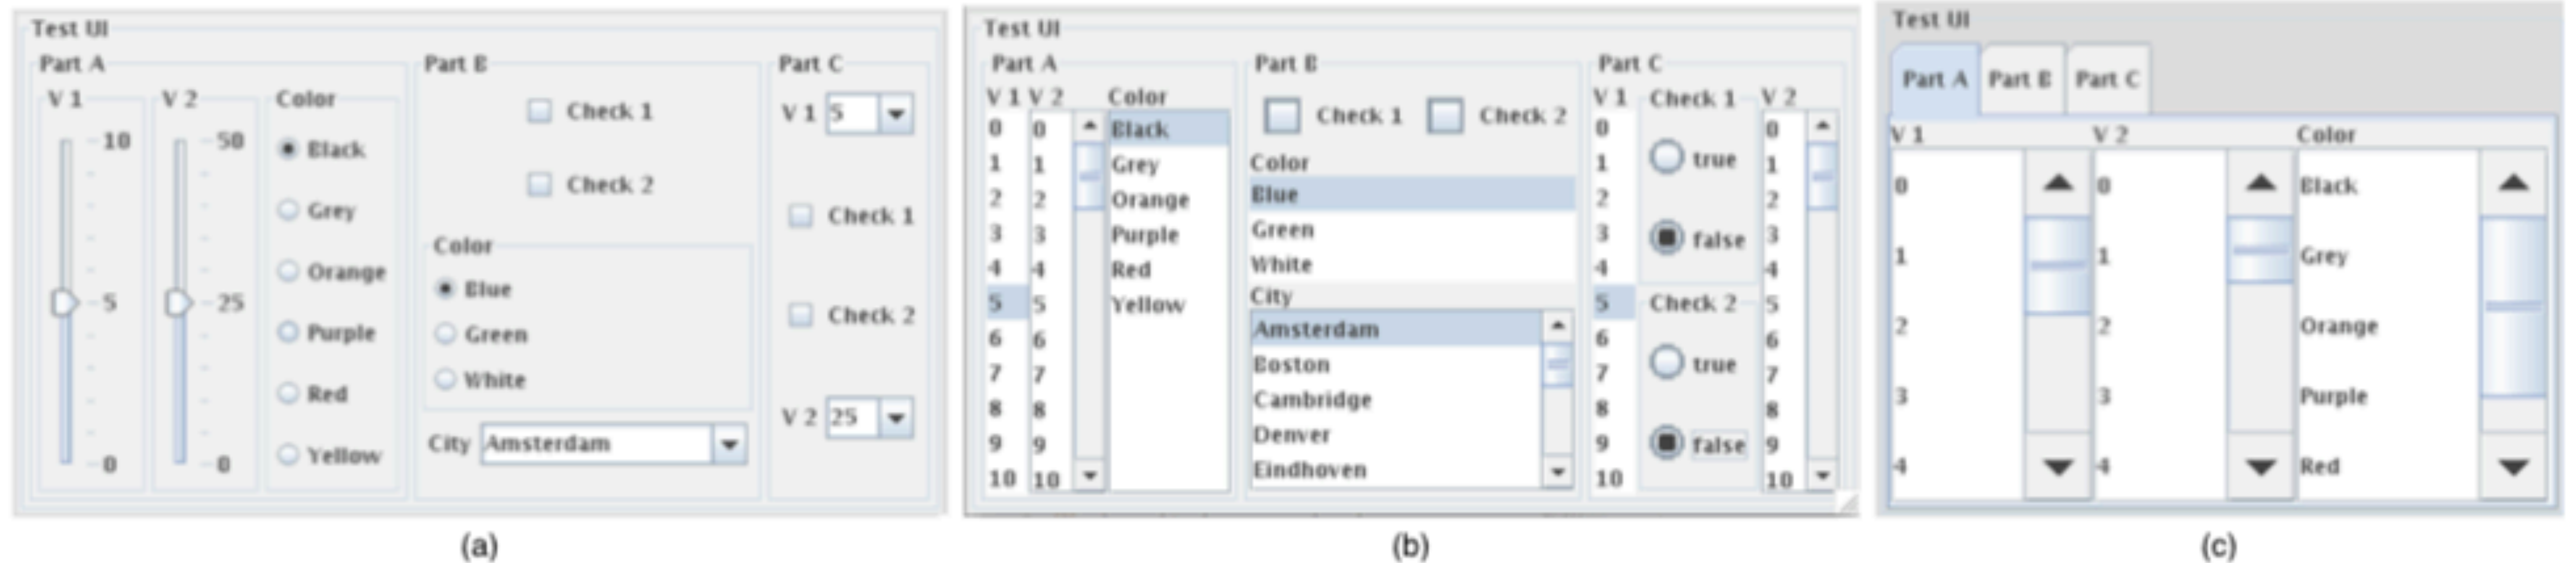 Test UI
Part A
V 1
10
5
0
V 2
50
25
0
Color
Black
Grey
Orange
Purple
Red
Yellow
Part B
Check 1
Check 2
Color
Blue
Green
White
City Amsterdam
Part C
V 1 5
Check 1
Check 2
V 2 25
(a)
Test UI
Part A
V 1
0
1
2
3
4
5
6
7
8
9
10
V 2
0
1
2
3
4
5
6
7
8
9
10
Color
Black
Grey
Orange
Purple
Red
Yellow
Part B
Check 1 Check 2
Color
Blue
Green
White
City
Amsterdam
Boston
Cambridge
Denver
Eindhoven
Part C
V 1
0
1
2
3
4
5
6
7
8
9
10
Check 1
true
false
Check 2
true
false
V 2
0
1
2
3
4
5
6
7
8
9
10
(b)
Test UI
Part A Part B Part C
V 1
0
1
2
3
4
V 2
0
1
2
3
4
Color
Black
Grey
Orange
Purple
Red
(c)